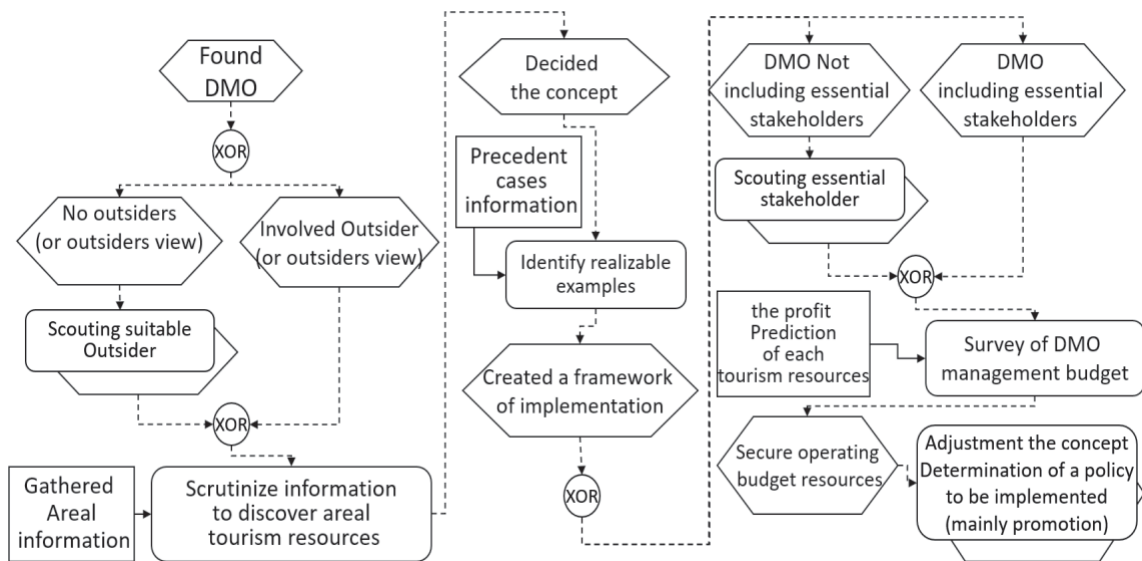 Found
DMO
XOR
No outsiders
(or outsiders view)
Involved Outsider
(or outsiders view)
Scouting suitable
Outsider
XOR
Gathered
Areal
information
Scrutinize information
to discover areal
tourism resources
Decided
the concept
Precedent
cases
information
Identify realizable
examples
Created a framework
of implementation
XOR
DMO Not
including essential
stakeholders
DMO
including essential
stakeholders
Scouting essential
stakeholder
XOR
the profit
Prediction
of each
tourism resources
Survey of DMO
management budget
Secure operating
budget resources
Adjustment the concept
Determination of a policy
to be implemented
(mainly promotion)